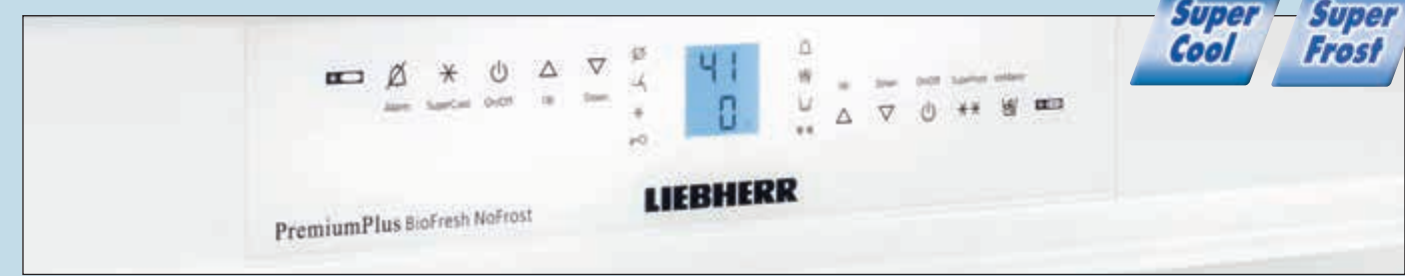 Super Cool
Super Frost
Alarm SuperCool On/Off Up Down
41
0
Up Down On/Off SuperFrost IceMaker
LIEBHERR
PremiumPlus BioFresh NoFrost